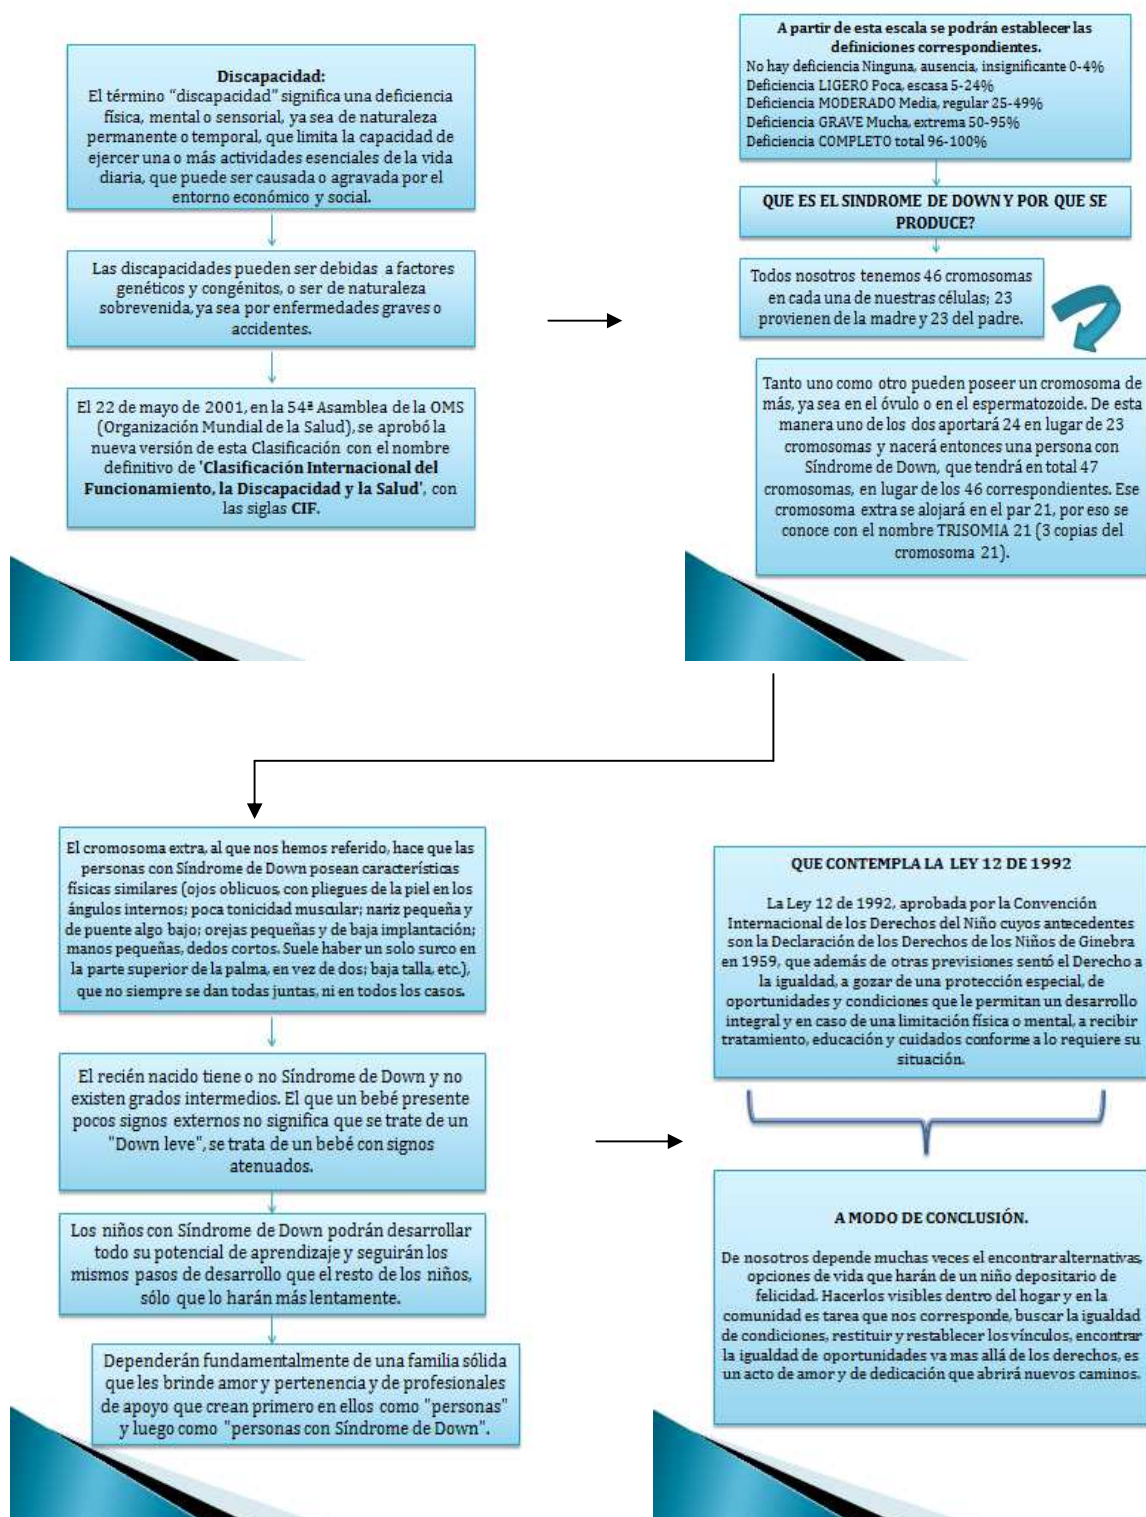 Discapacidad:
El término "discapacidad" significa una deficiencia
física, mental o sensorial, ya sea de naturaleza
permanente o temporal, que limita la capacidad de
ejercer una o más actividades esenciales de la vida
diaria, que puede ser causada o agravada por el
entorno económico y social.
Las discapacidades pueden ser debidas a factores
genéticos y congénitos, o ser de naturaleza
sobrevenida, ya sea por enfermedades graves o
accidentes.
El 22 de mayo de 2001, en la 54ª Asamblea de la OMS
(Organización Mundial de la Salud), se aprobó la
nueva versión de esta Clasificación con el nombre
definitivo de 'Clasificación Internacional del
Funcionamiento, la Discapacidad y la Salud', con
las siglas CIF.
A partir de esta escala se podrán establecer las
definiciones correspondientes.
No hay deficiencia Ninguna, ausencia, insignificante 0-4%
Deficiencia LIGERO Poca, escasa 5-24%
Deficiencia MODERADO Media, regular 25-49%
Deficiencia GRAVE Mucha, extrema 50-95%
Deficiencia COMPLETO total 96-100%
QUE ES EL SINDROME DE DOWN Y POR QUE SE
PRODUCE?
Todos nosotros tenemos 46 cromosomas
en cada una de nuestras células; 23
provienen de la madre y 23 del padre.
Tanto uno como otro pueden poseer un cromosoma de
más, ya sea en el óvulo o en el espermatozoide. De esta
manera uno de los dos aportará 24 en lugar de 23
cromosomas y nacerá entonces una persona con
Síndrome de Down, que tendrá en total 47
cromosomas, en lugar de los 46 correspondientes. Ese
cromosoma extra se alojará en el par 21, por eso se
conoce con el nombre TRISOMIA 21 (3 copias del
cromosoma 21).
El cromosoma extra, al que nos hemos referido, hace que las
personas con Síndrome de Down posean características
físicas similares (ojos oblicuos, con pliegues de la piel en los
ángulos internos; poca tonicidad muscular; nariz pequeña y
de puente algo bajo; orejas pequeñas y de baja implantación;
manos pequeñas, dedos cortos. Suele haber un solo surco en
la parte superior de la palma, en vez de dos; baja talla, etc.),
que no siempre se dan todas juntas, ni en todos los casos.
El recién nacido tiene o no Síndrome de Down y no
existen grados intermedios. El que un bebé presente
pocos signos externos no significa que se trate de un
"Down leve", se trata de un bebé con signos
atenuados.
Los niños con Síndrome de Down podrán desarrollar
todo su potencial de aprendizaje y seguirán los
mismos pasos de desarrollo que el resto de los niños,
sólo que lo harán más lentamente.
Dependerán fundamentalmente de una familia sólida
que les brinde amor y pertenencia y de profesionales
de apoyo que crean primero en ellos como "personas"
y luego como "personas con Síndrome de Down".
QUE CONTEMPLA LA LEY 12 DE 1992
La Ley 12 de 1992, aprobada por la Convención
Internacional de los Derechos del Niño cuyos antecedentes
son la Declaración de los Derechos de los Niños de Ginebra
en 1959, que además de otras previsiones sentó el Derecho a
la igualdad, a gozar de una protección especial, de
oportunidades y condiciones que le permitan un desarrollo
integral y en caso de una limitación física o mental, a recibir
tratamiento, educación y cuidados conforme a lo requiere su
situación.
A MODO DE CONCLUSIÓN.
De nosotros depende muchas veces el encontrar alternativas,
opciones de vida que harán de un niño depositario de
felicidad. Hacerlos visibles dentro del hogar y en la
comunidad es tarea que nos corresponde, buscar la igualdad
de condiciones, restituir y restablecer los vínculos, encontrar
la igualdad de oportunidades va mas allá de los derechos, es
un acto de amor y de dedicación que abrirá nuevos caminos.